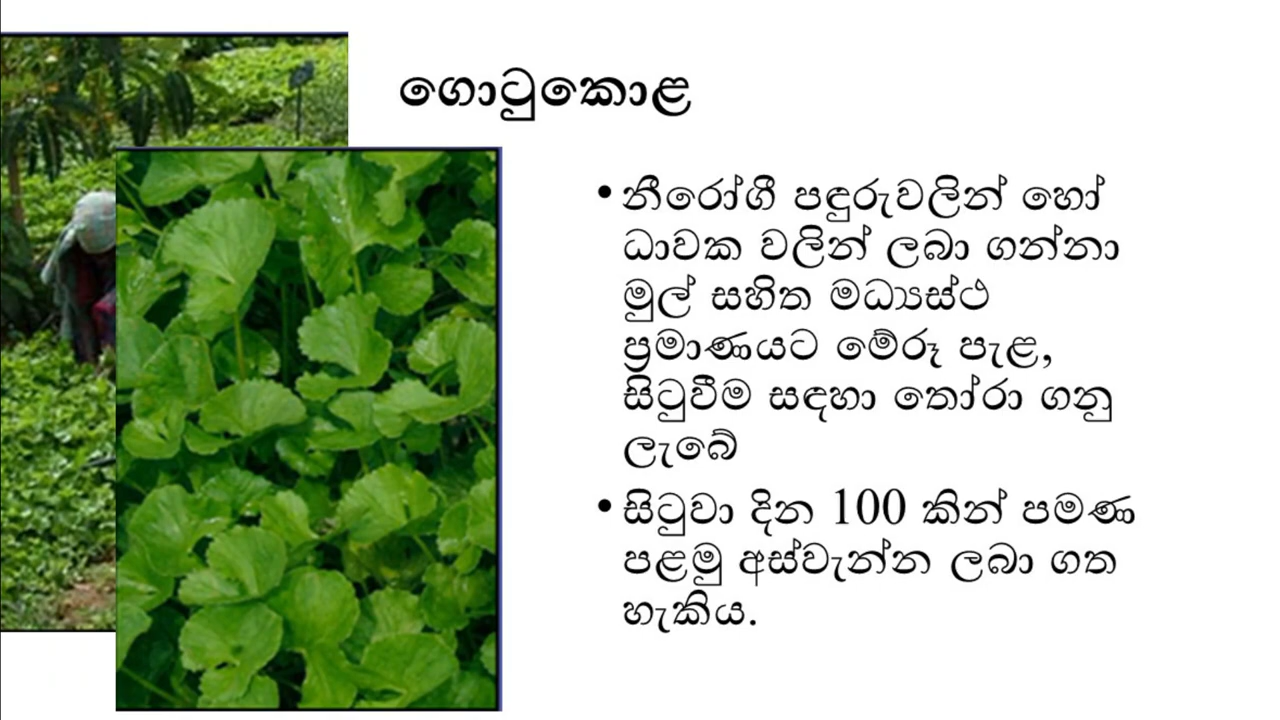 ගොටුකොළ
• නීරෝගී පඳුරුවලින් හෝ
ධාවක වලින් ලබා ගන්නා
මුල් සහිත මධ්‍යස්ථ
ප්‍රමාණයට මේරූ පැළ,
සිටුවීම සඳහා තෝරා ගනු
ලැබේ
• සිටුවා දින 100 කින් පමණ
පළමු අස්වැන්න ලබා ගත
හැකිය.